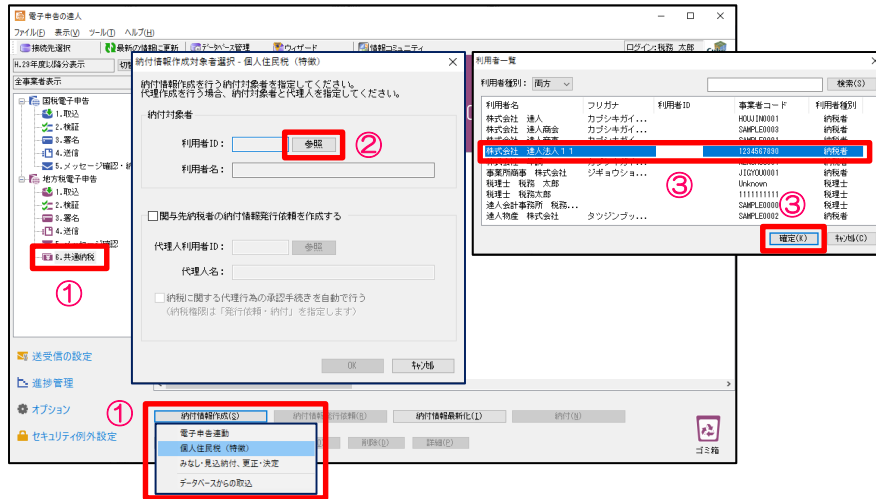 電子申告の達人
ファイル(F) 表示(V) ツール(T) ヘルプ(H)
接続先選択 最新の情報に更新 データベース管理 ウィザード 情報コミュニティ ログイン:税務 太郎
H.29年度以降分表示
全事業者表示
国税電子申告
1.取込
2.検証
3.署名
4.送信
5.メッセージ確認・納
地方税電子申告
1.取込
2.検証
3.署名
4.送信
6.共通納税
①
送受信の設定
進捗管理
オプション
セキュリティ例外設定
納付情報作成対象者選択 - 個人住民税(特徴)
納付情報作成を行う納付対象者を指定してください。
代理作成を行う場合、納付対象者と代理人を指定してください。
納付対象者
利用者ID: 参照 ②
利用者名:
関与先納税者の納付情報発行依頼を作成する
代理人利用者ID: 参照
代理人名:
納税に関する代理行為の承認手続きを自動で行う
(納税権限は「発行依頼・納付」を指定します)
OK キャンセル
利用者一覧
利用者種別: 両方 検索(S)
利用者名 フリガナ 利用者ID 事業者コード 利用者種別
株式会社 達人 カブシキガイ... HOUJIN0001 納税者
株式会社 達人商会 カブシキガイ... SAMPLE0003 納税者
株式会社 達人法人11 1234567890 納税者
事業所商事 株式会社 ジギョウショ... JIGYOU0001 納税者
税理士 税務 太郎 Unknown 税理士
税理士 税務太郎 1111111111 税理士
達人会計事務所 税務... SAMPLE0000 税理士
達人物産 株式会社 タツジンブッ... SAMPLE0002 納税者
③
③
確定(K) キャンセル(C)
①
納付情報作成(S) 納付情報発行依頼(R) 納付情報最新化(I) 納付(N)
電子申告連動
個人住民税(特徴)
みなし・見込納付、更正・決定
データベースからの取込
削除(D) 詳細(P)
ゴミ箱